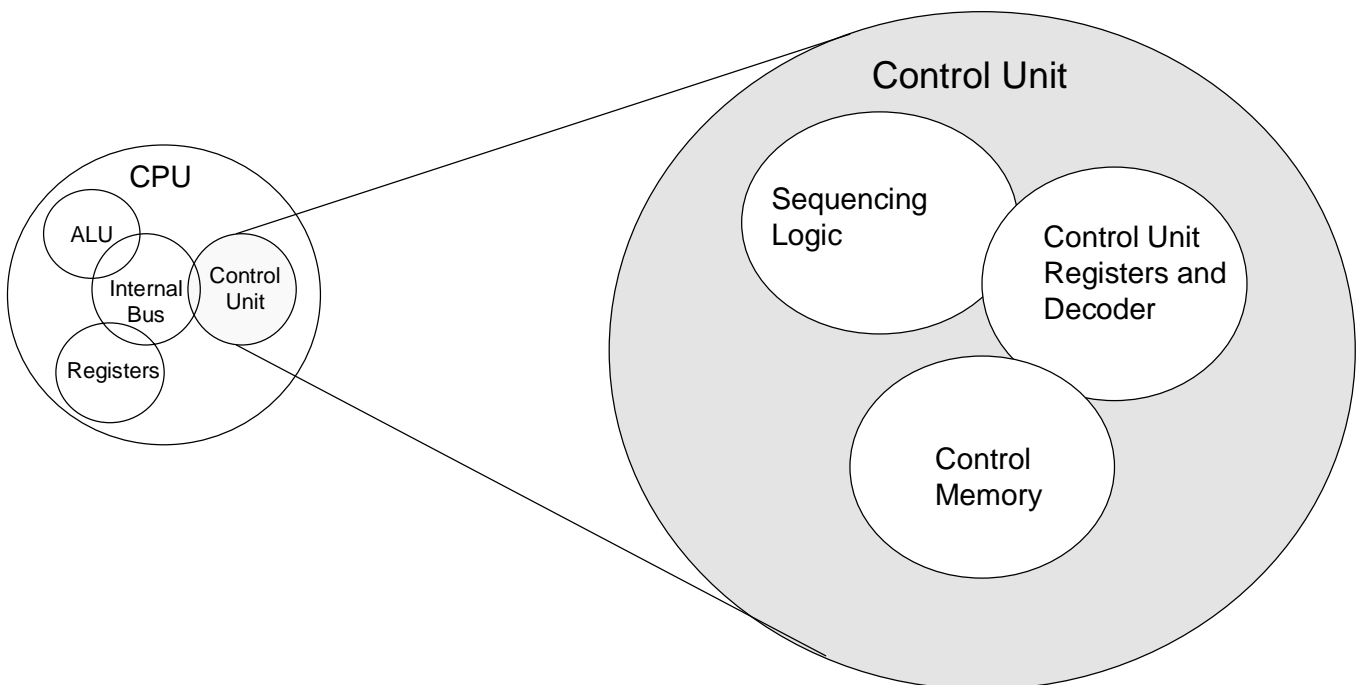 CPU
ALU
Internal
Bus
Control
Unit
Registers
Control Unit
Sequencing
Logic
Control Unit
Registers and
Decoder
Control
Memory